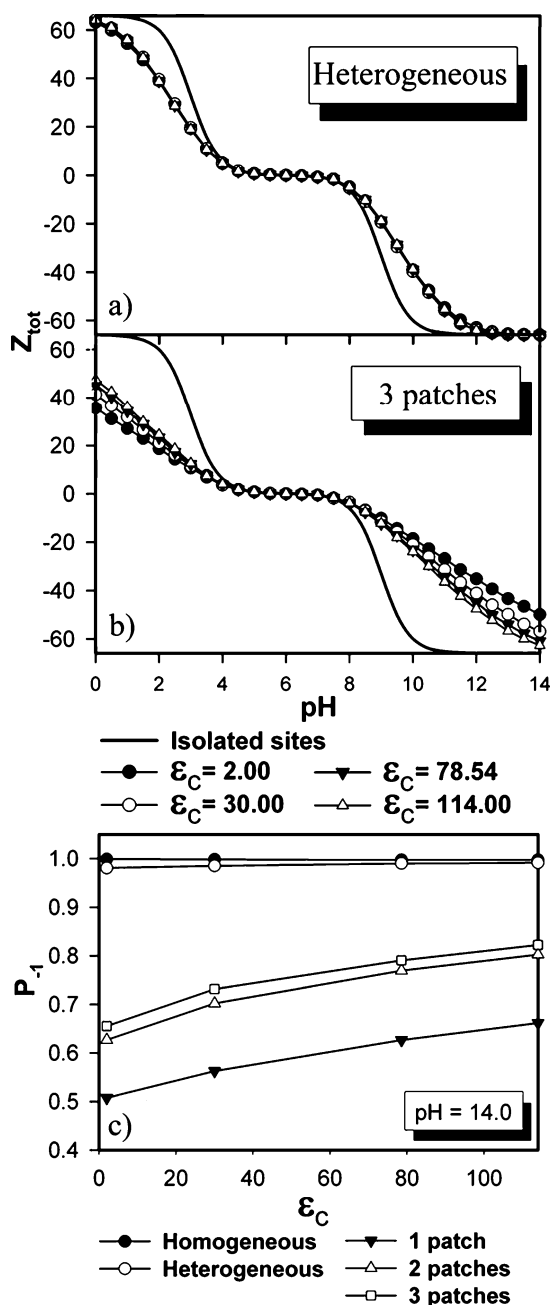 60
40
20
0
-20
-40
-60
Heterogeneous
a)
Z_tot
60
40
20
0
-20
-40
-60
3 patches
b)
0 2 4 6 8 10 12 14
pH
Isolated sites
ε_C = 2.00 ε_C = 78.54
ε_C = 30.00 ε_C = 114.00
1.0
0.9
0.8
0.7
0.6
0.5
0.4
P_-1
c)
pH = 14.0
0 20 40 60 80 100
ε_C
Homogeneous 1 patch
Heterogeneous 2 patches
3 patches